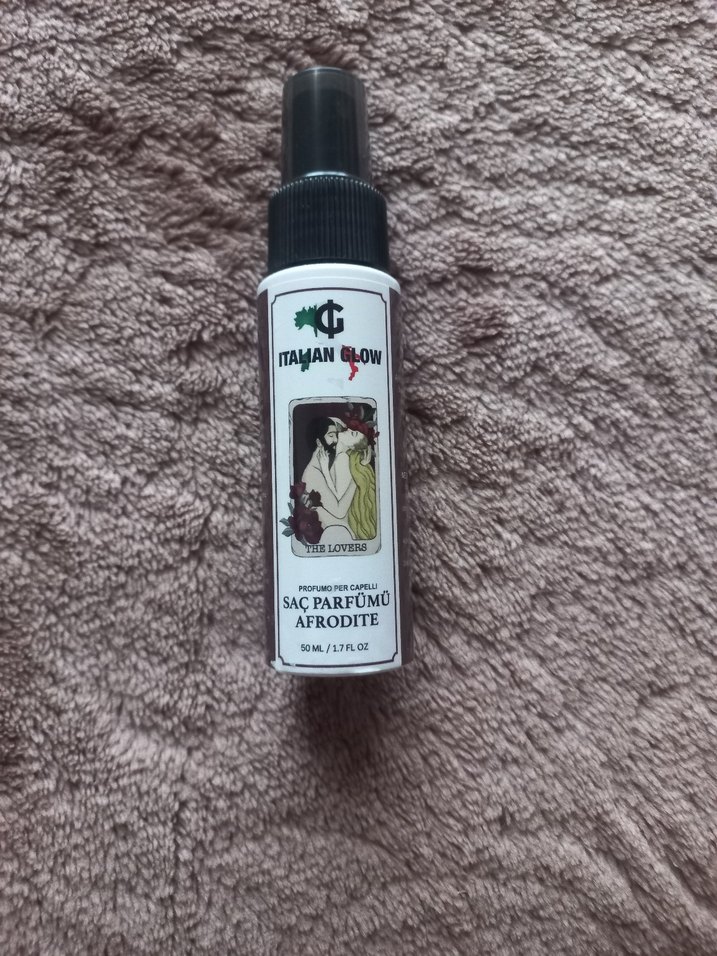 IG
ITALIAN GLOW
THE LOVERS
PROFUMO PER CAPELLI
SAÇ PARFÜMÜ
AFRODITE
50 ML / 1.7 FL OZ